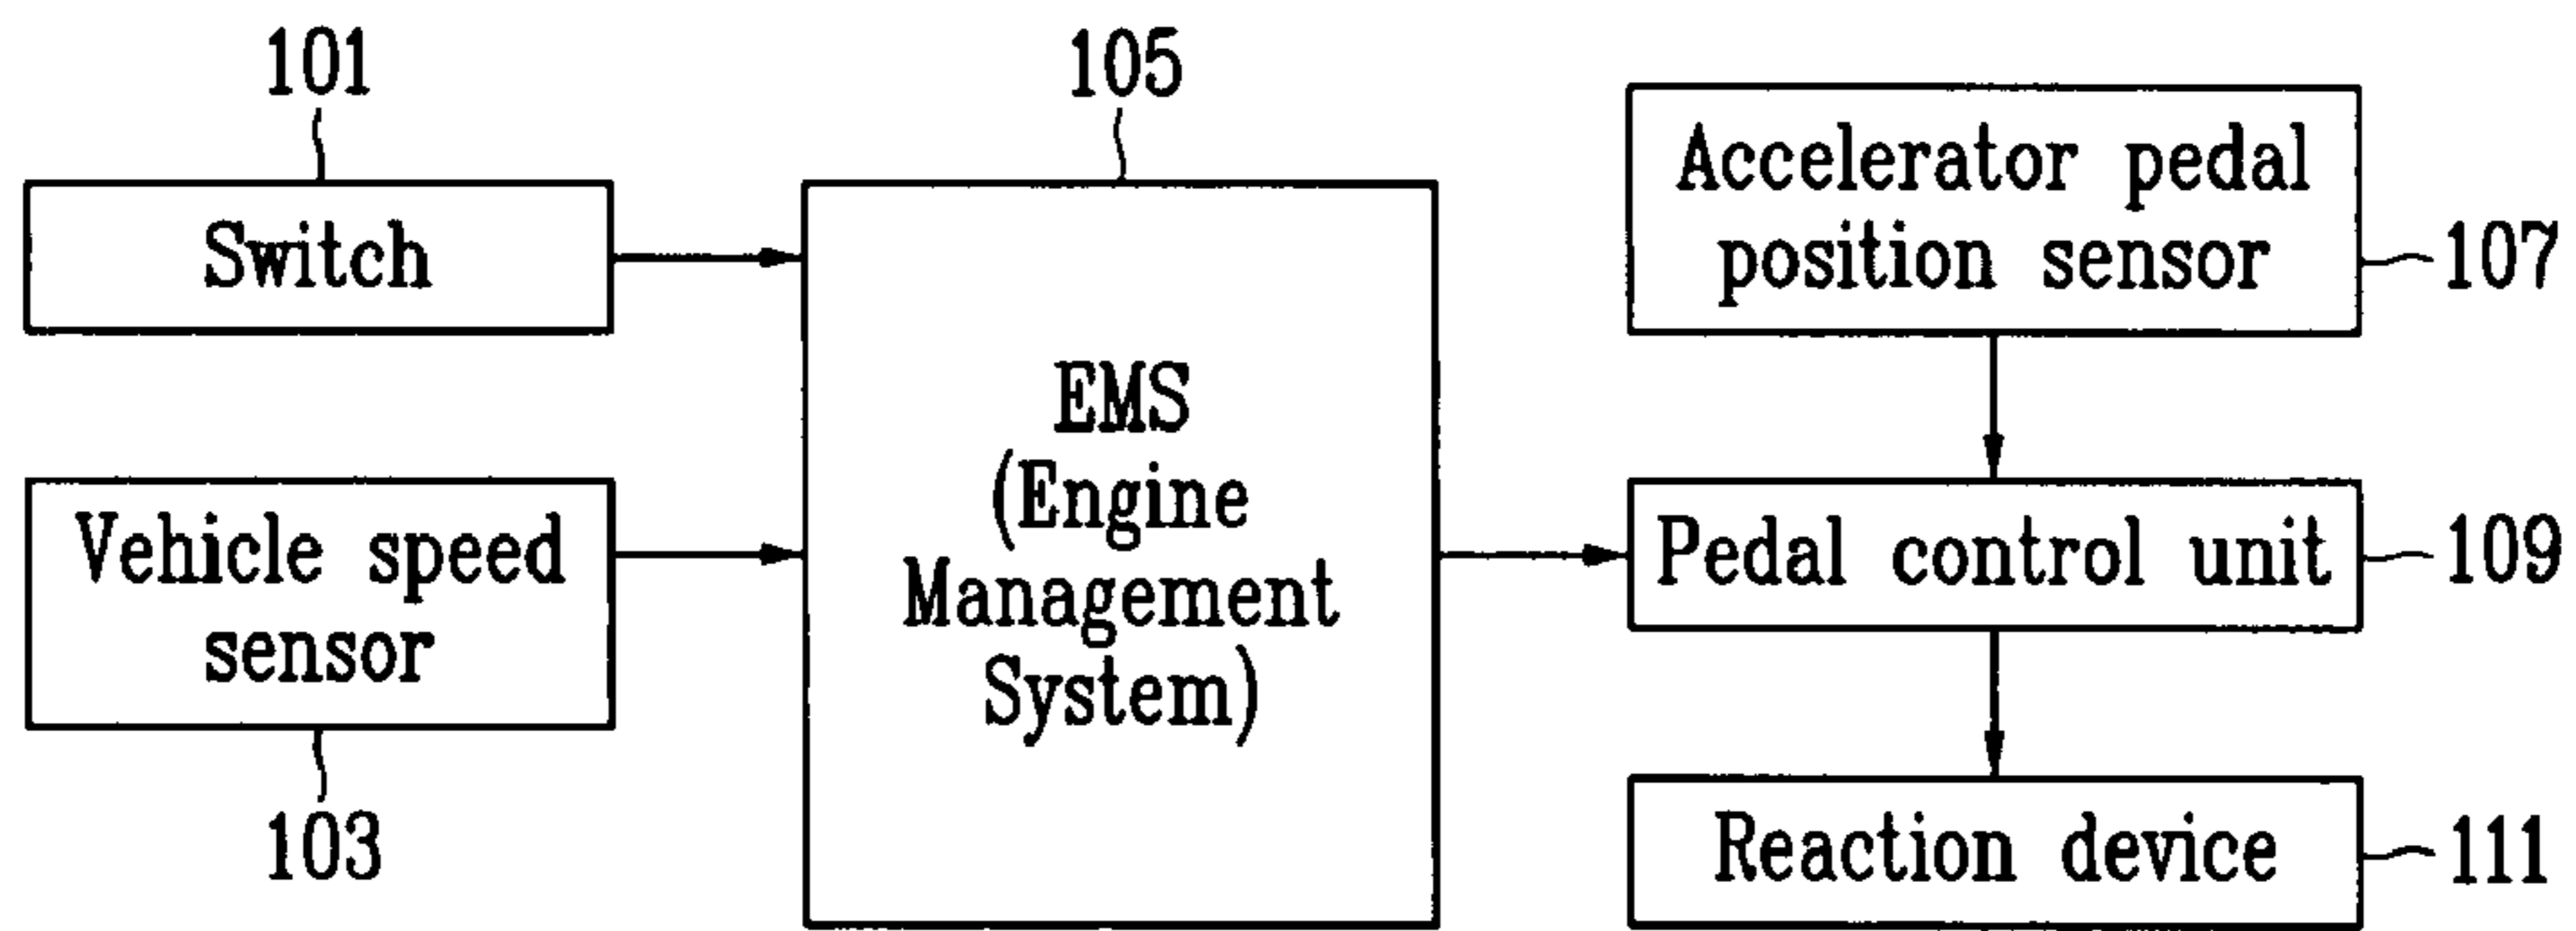 101
Switch
Vehicle speed
sensor
103
105
EMS
(Engine
Management
System)
Accelerator pedal
position sensor
107
Pedal control unit
109
Reaction device
111